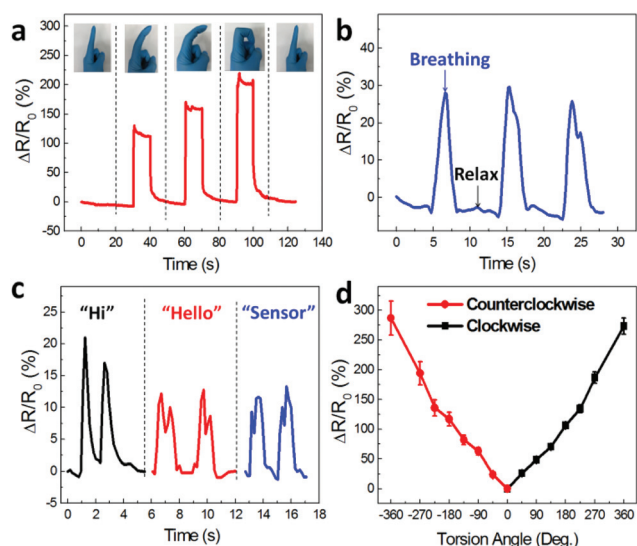 a
300
250
200
150
100
50
0
-50
ΔR/R0 (%)
0 20 40 60 80 100 120 140
Time (s)
b
40
30
20
10
0
ΔR/R0 (%)
Breathing
Relax
0 5 10 15 20 25 30
Time (s)
c
"Hi" "Hello" "Sensor"
25
20
15
10
5
0
ΔR/R0 (%)
0 2 4 6 8 10 12 14 16 18
Time (s)
d
Counterclockwise
Clockwise
300
250
200
150
100
50
0
ΔR/R0 (%)
-360 -270 -180 -90 0 90 180 270 360
Torsion Angle (Deg.)